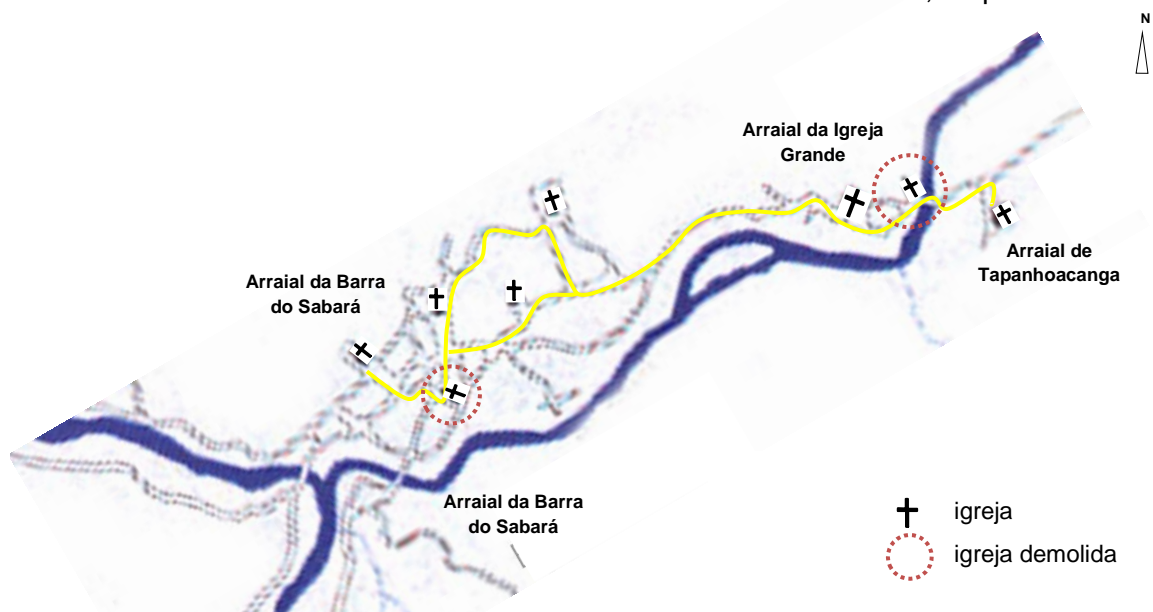 N
Arraial da Igreja
Grande
Arraial de
Tapanhoacanga
Arraial da Barra
do Sabará
Arraial da Barra
do Sabará
igreja
igreja demolida